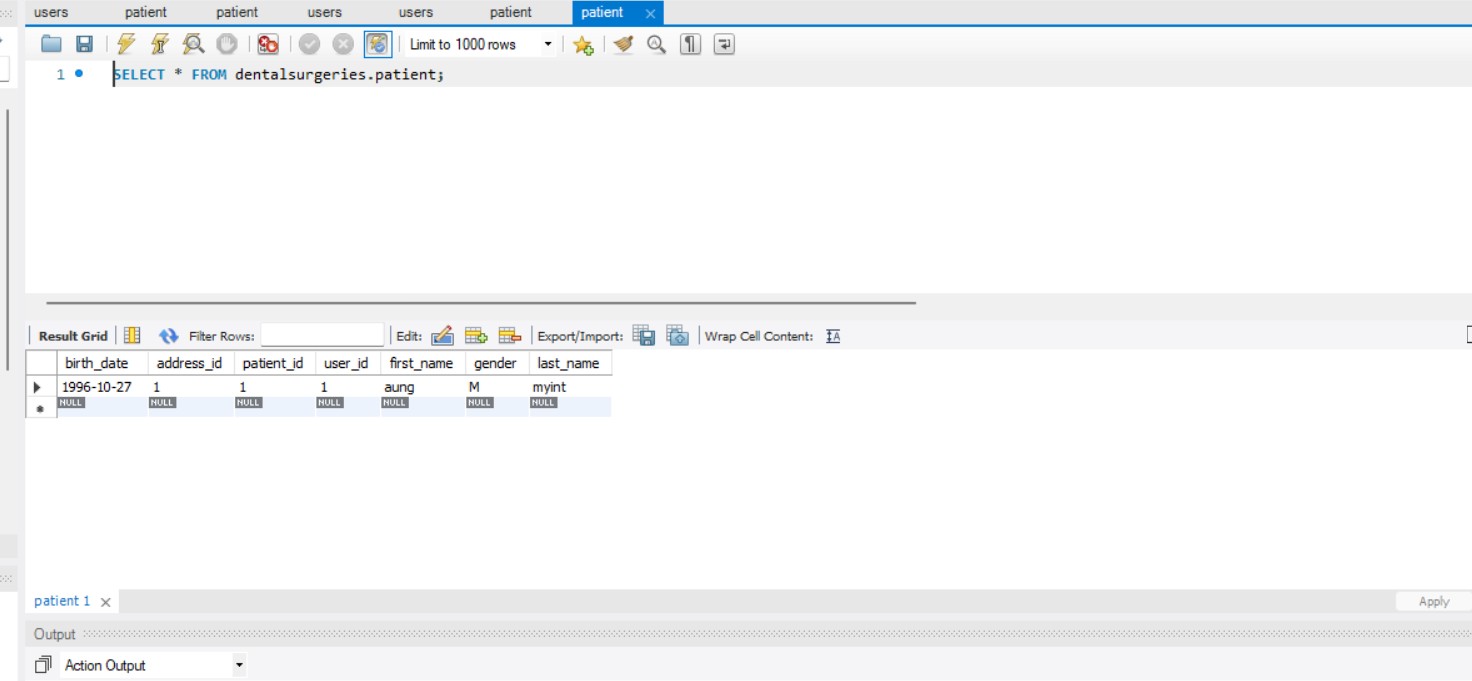 users patient patient users users patient patient
Limit to 1000 rows
1 SELECT * FROM dentalsurgeries.patient;
Result Grid Filter Rows: Edit: Export/Import: Wrap Cell Content:
birth_date address_id patient_id user_id first_name gender last_name
1996-10-27 1 1 1 aung M myint
NULL NULL NULL NULL NULL NULL NULL
patient 1 Apply
Output
Action Output